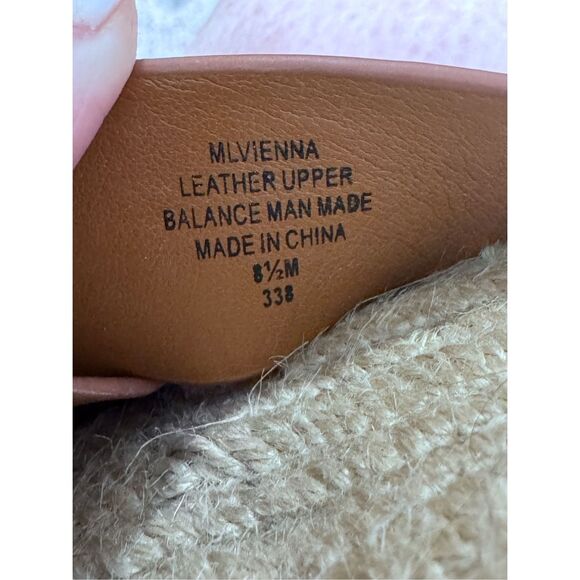 MLVIENNA
LEATHER UPPER
BALANCE MAN MADE
MADE IN CHINA
8½M
338